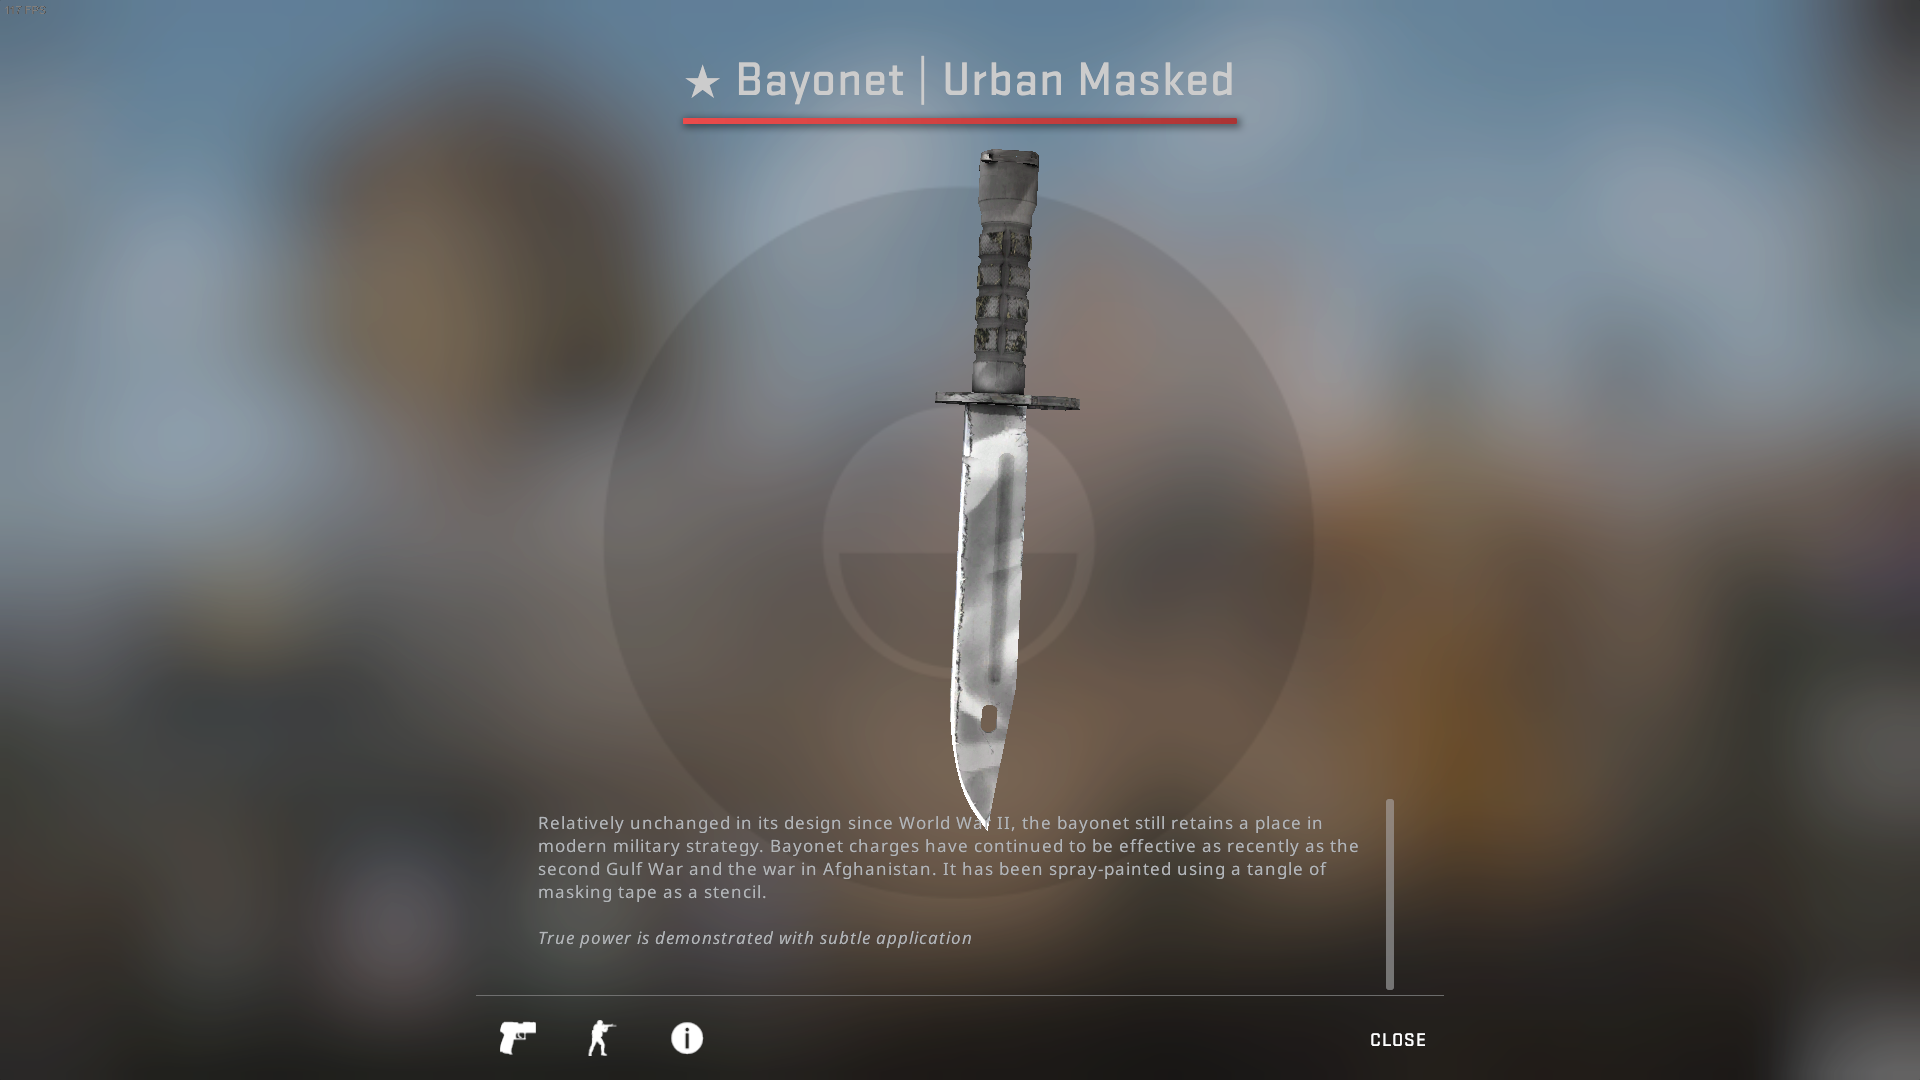 117 FPS
★ Bayonet | Urban Masked
Relatively unchanged in its design since World War II, the bayonet still retains a place in
modern military strategy. Bayonet charges have continued to be effective as recently as the
second Gulf War and the war in Afghanistan. It has been spray-painted using a tangle of
masking tape as a stencil.
True power is demonstrated with subtle application
CLOSE